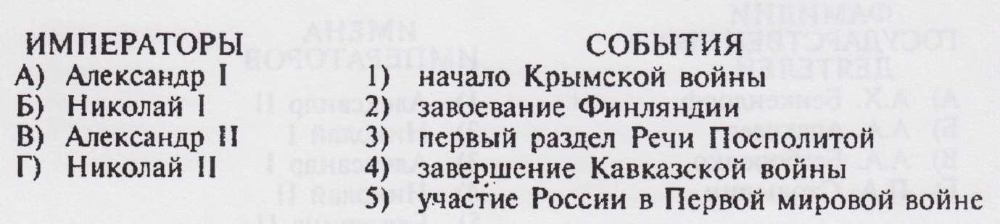 ИМПЕРАТОРЫ СОБЫТИЯ
А) Александр I 1) начало Крымской войны
Б) Николай I 2) завоевание Финляндии
В) Александр II 3) первый раздел Речи Посполитой
Г) Николай II 4) завершение Кавказской войны
5) участие России в Первой мировой войне